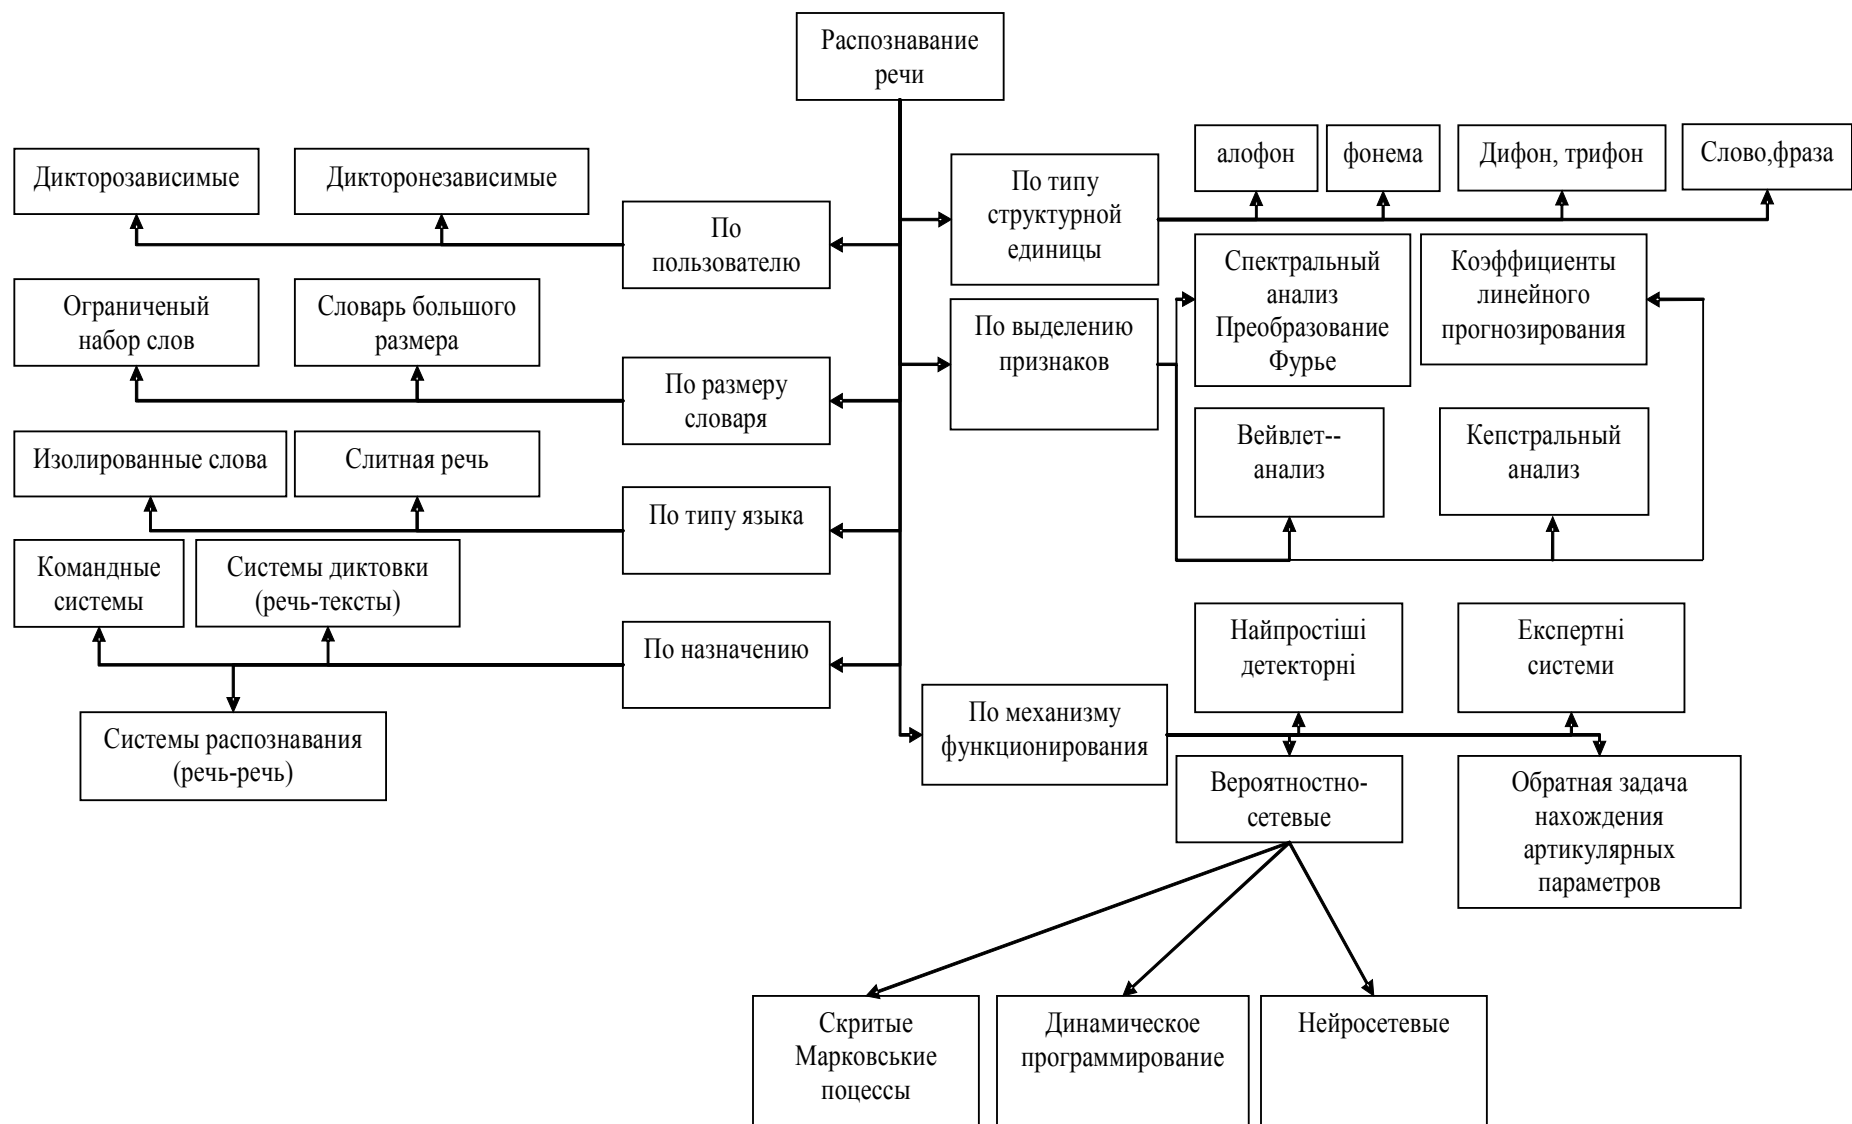 Распознавание
речи
Дикторозависимые
Дикторонезависимые
По
пользователю
Ограниченый
набор слов
Словарь большого
размера
По размеру
словаря
Изолированные слова
Слитная речь
По типу языка
Командные
системы
Системы диктовки
(речь-тексты)
По назначению
Системы распознавания
(речь-речь)
По типу
структурной
единицы
алофон
фонема
Дифон, трифон
Слово,фраза
По выделению
признаков
Спектральный
анализ
Преобразование
Фурье
Коэффициенты
линейного
прогнозирования
Вейвлет--
анализ
Кепстральный
анализ
По механизму
функционирования
Найпростіші
детекторні
Експертні
системи
Вероятностно-
сетевые
Обратная задача
нахождения
артикулярных
параметров
Скритые
Марковськие
поцессы
Динамическое
программирование
Нейросетевые